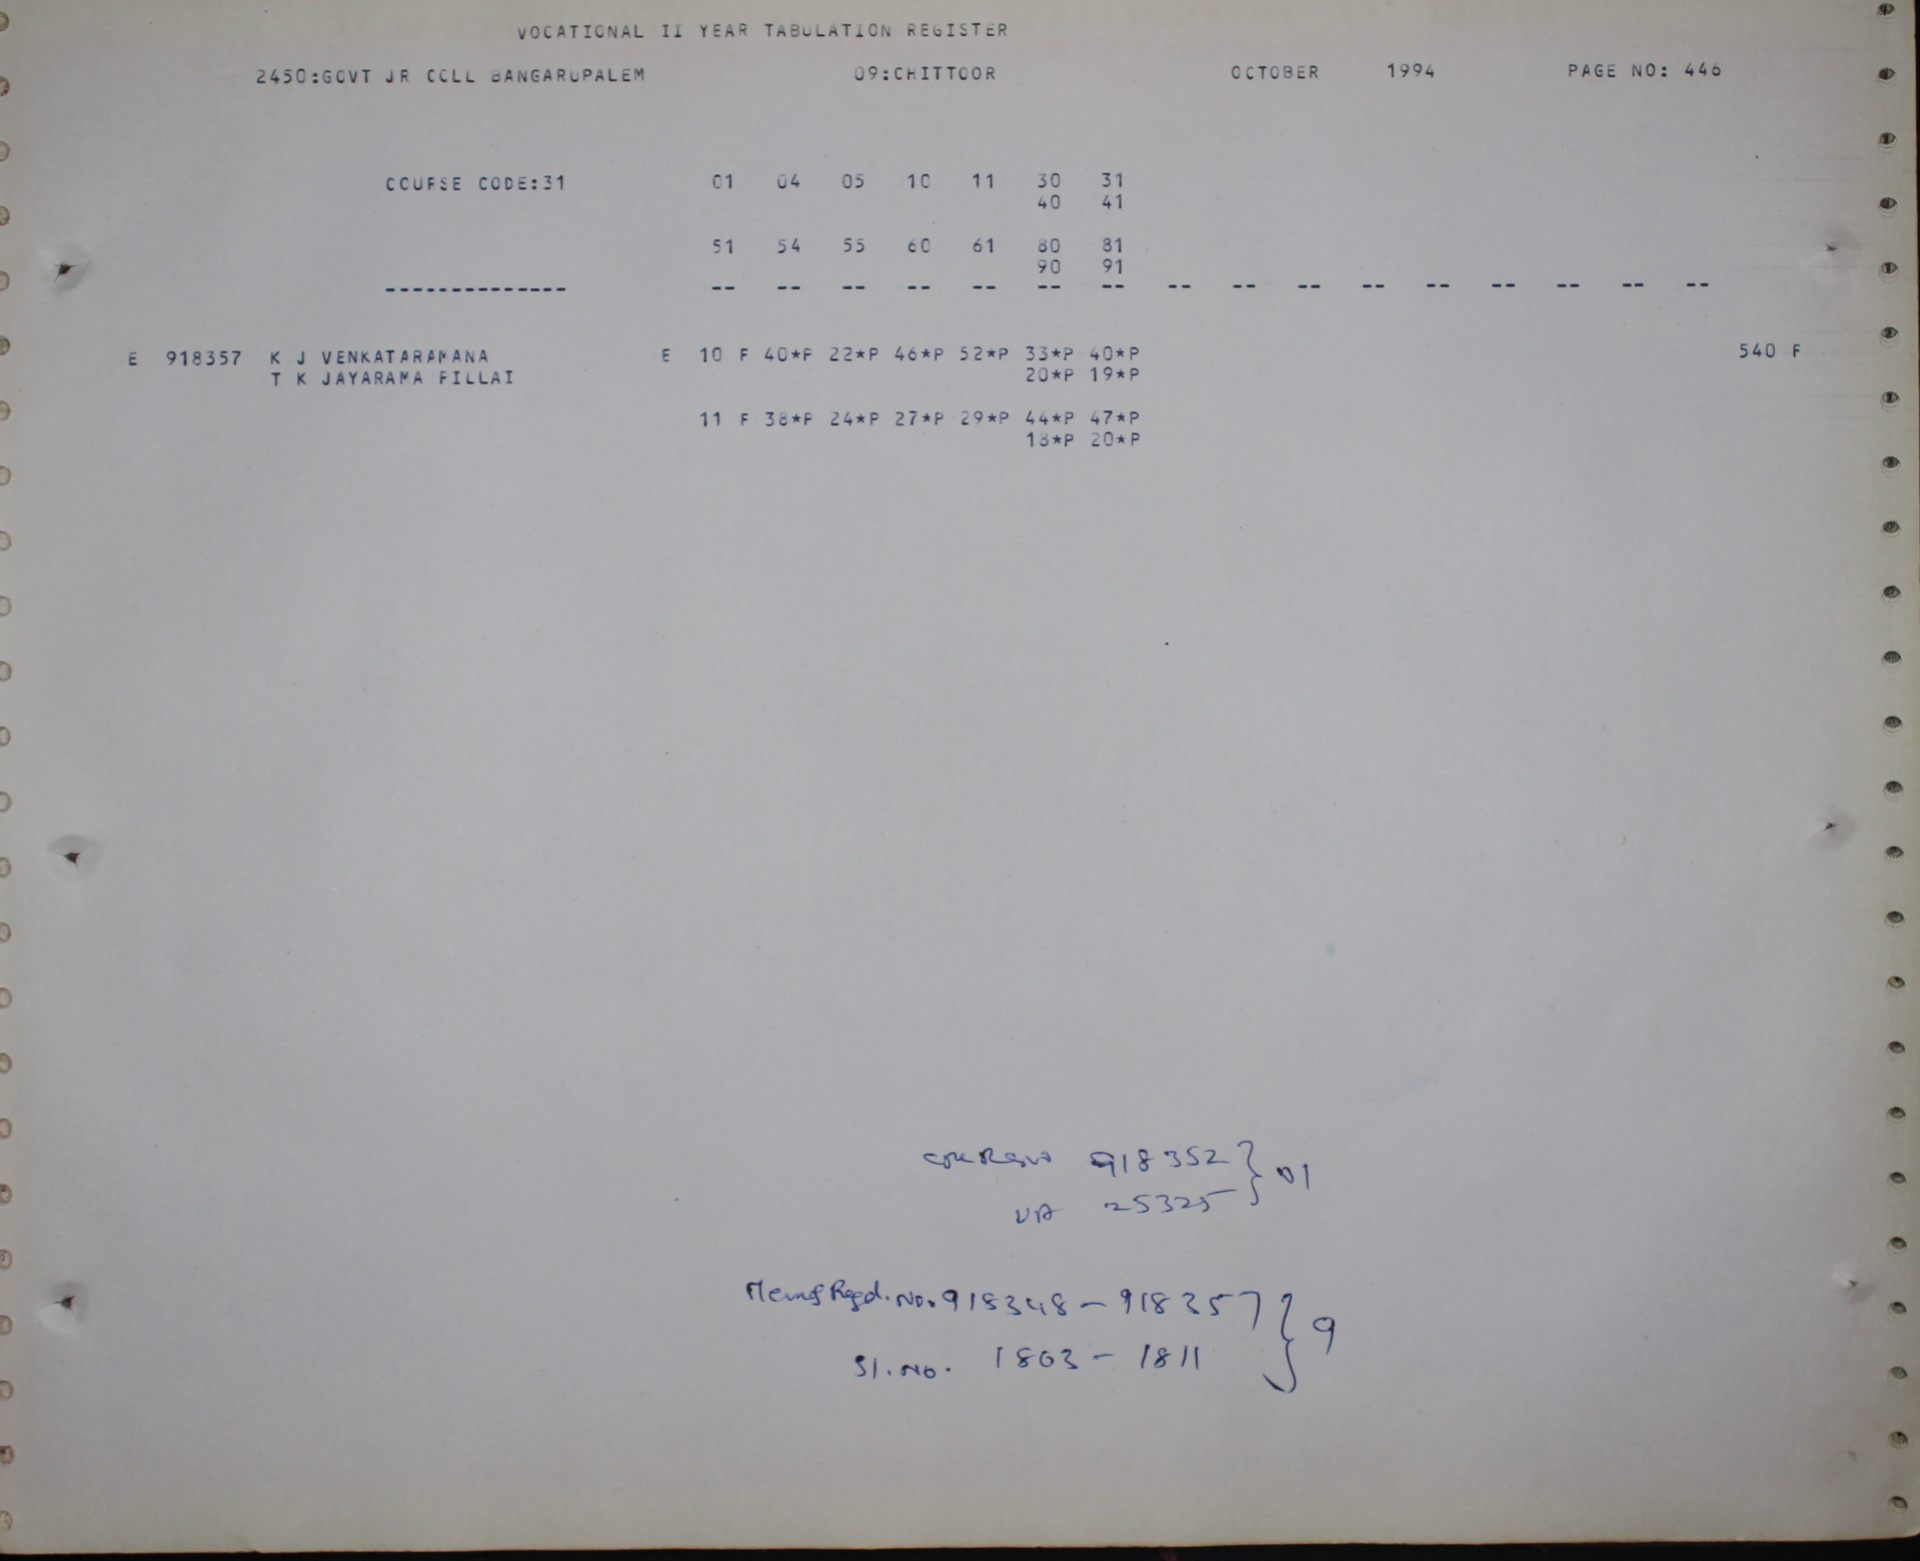 VOCATIONAL II YEAR TABULATION REGISTER
2450:GOVT JR COLL BANGARUPALEM 09:CHITTOOR OCTOBER 1994 PAGE NO: 446
COURSE CODE:31 01 04 05 10 11 30 31
40 41
51 54 55 60 61 80 81
90 91
-------------- -- -- -- -- -- -- -- -- -- -- -- -- -- -- -- --
E 918357 K J VENKATARAMANA E 10 F 40*P 22*P 46*P 52*P 33*P 40*P 540 F
T K JAYARAMA PILLAI 20*P 19*P
11 F 38*P 24*P 27*P 29*P 44*P 47*P
18*P 20*P
918352 } 01
25325
Regd. No. 918348 - 918357 } 9
Sl. No. 1803 - 1811